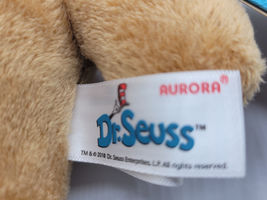 AURORA®
Dr. Seuss™
TM & © 2018 Dr. Seuss Enterprises, L.P. All rights reserved.